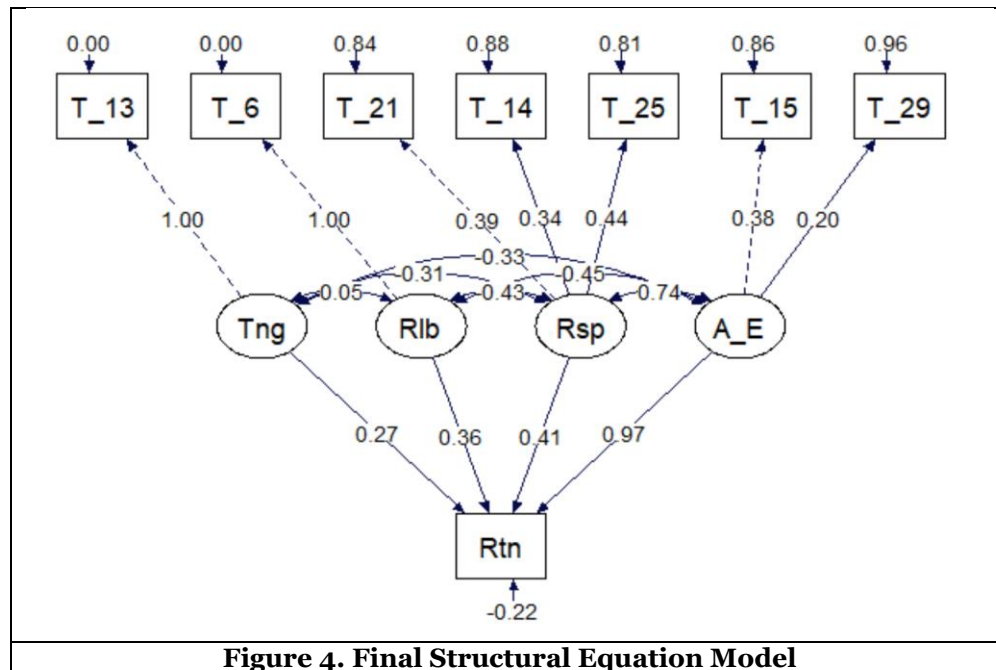 0.00 0.00 0.84 0.88 0.81 0.86 0.96
T_13 T_6 T_21 T_14 T_25 T_15 T_29
1.00 1.00 0.39 0.34 0.44 0.38 0.20
-0.33
-0.31 -0.45
0.05 -0.43 0.74
Tng Rlb Rsp A_E
0.27 0.36 0.41 0.97
Rtn
-0.22
Figure 4. Final Structural Equation Model